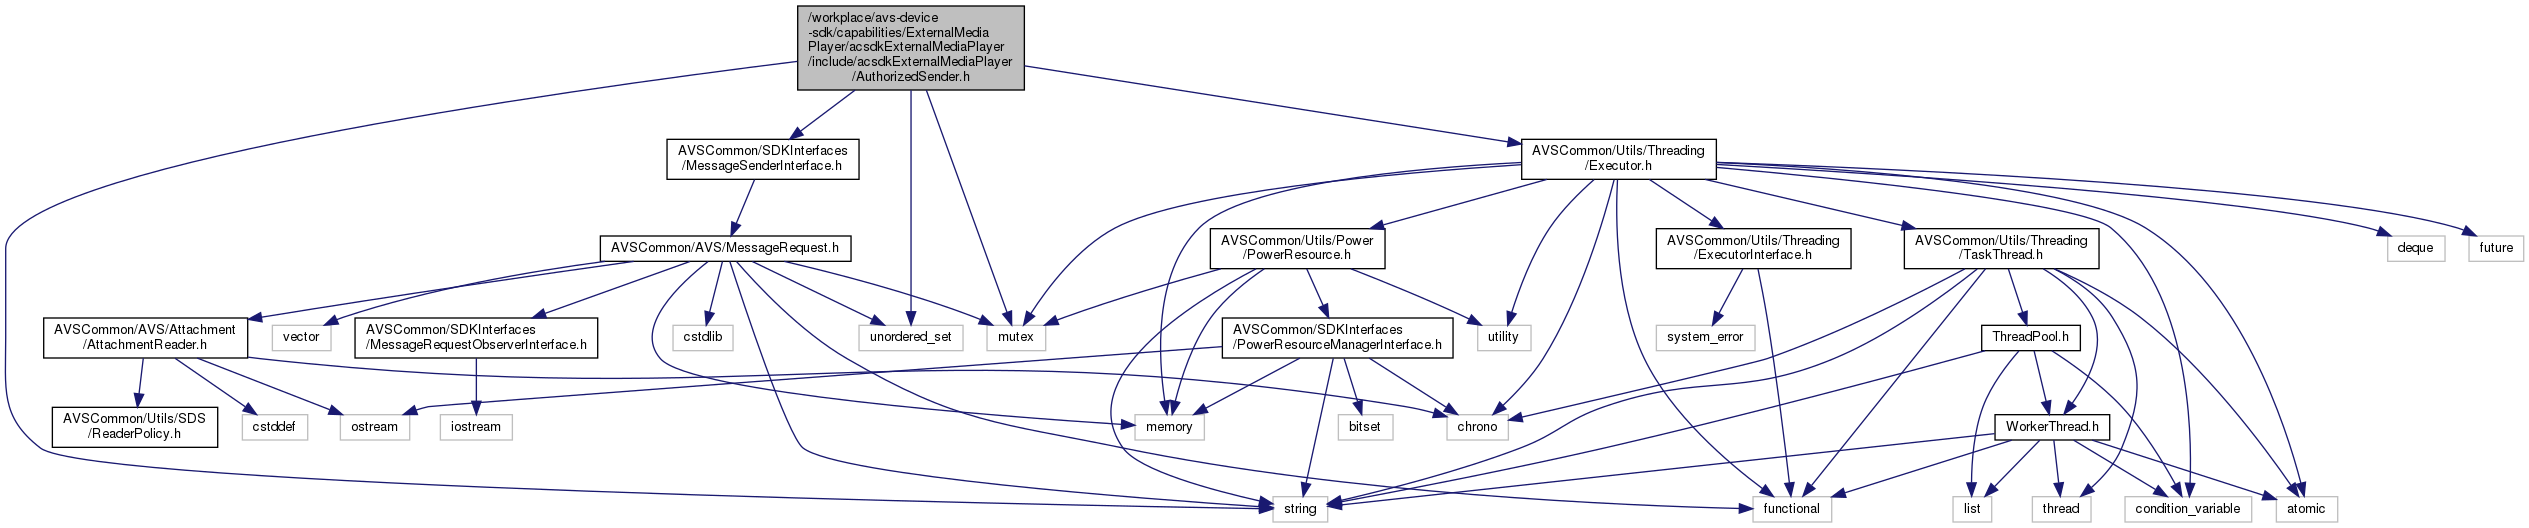 /workplace/avs-device
-sdk/capabilities/ExternalMedia
Player/acsdkExternalMediaPlayer
/include/acsdkExternalMediaPlayer
/AuthorizedSender.h
AVSCommon/SDKInterfaces
/MessageSenderInterface.h
AVSCommon/Utils/Threading
/Executor.h
AVSCommon/AVS/MessageRequest.h
AVSCommon/Utils/Power
/PowerResource.h
AVSCommon/Utils/Threading
/ExecutorInterface.h
AVSCommon/Utils/Threading
/TaskThread.h
deque
future
AVSCommon/AVS/Attachment
/AttachmentReader.h
vector
AVSCommon/SDKInterfaces
/MessageRequestObserverInterface.h
cstdlib
unordered_set
mutex
AVSCommon/SDKInterfaces
/PowerResourceManagerInterface.h
utility
system_error
ThreadPool.h
AVSCommon/Utils/SDS
/ReaderPolicy.h
cstddef
ostream
iostream
memory
bitset
chrono
WorkerThread.h
string
functional
list
thread
condition_variable
atomic